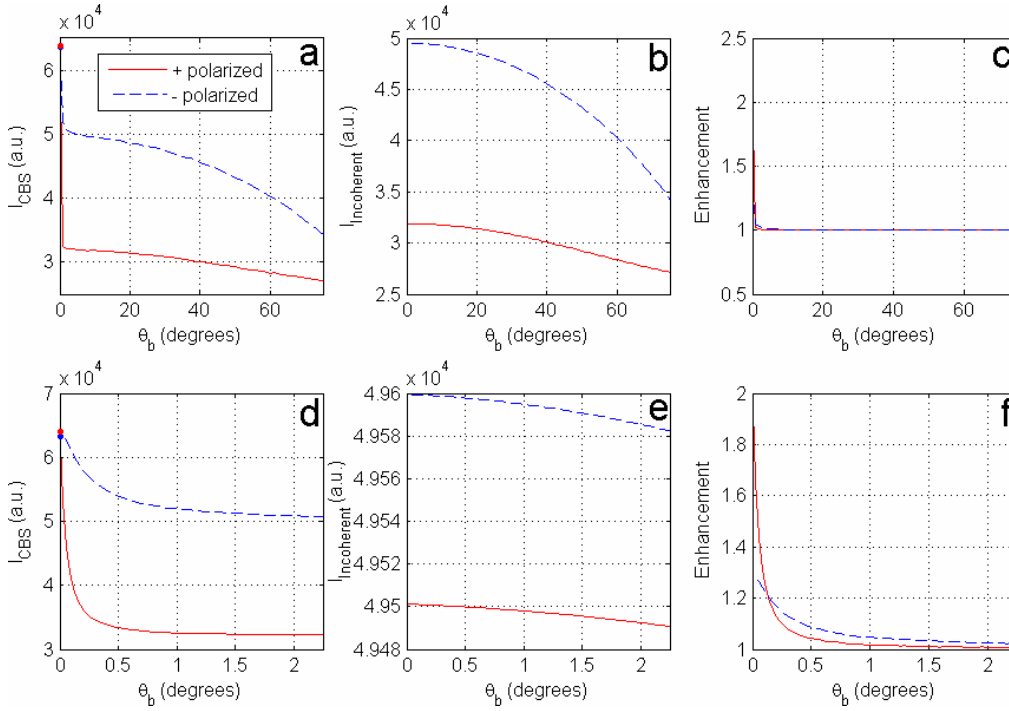 x 10⁴
a
I_CBS (a.u.)
6
5
4
3
+ polarized
- polarized
0
20
40
60
θ_b (degrees)
x 10⁴
b
I_Incoherent (a.u.)
5
4.5
4
3.5
3
2.5
0
20
40
60
θ_b (degrees)
c
Enhancement
2.5
2
1.5
1
0.5
0
20
40
60
θ_b (degrees)
x 10⁴
d
I_CBS (a.u.)
7
6
5
4
3
0
0.5
1
1.5
2
θ_b (degrees)
x 10⁴
e
I_Incoherent (a.u.)
4.96
4.958
4.956
4.954
4.952
4.95
4.948
0
0.5
1
1.5
2
θ_b (degrees)
f
Enhancement
2
1.8
1.6
1.4
1.2
1
0
0.5
1
1.5
2
θ_b (degrees)